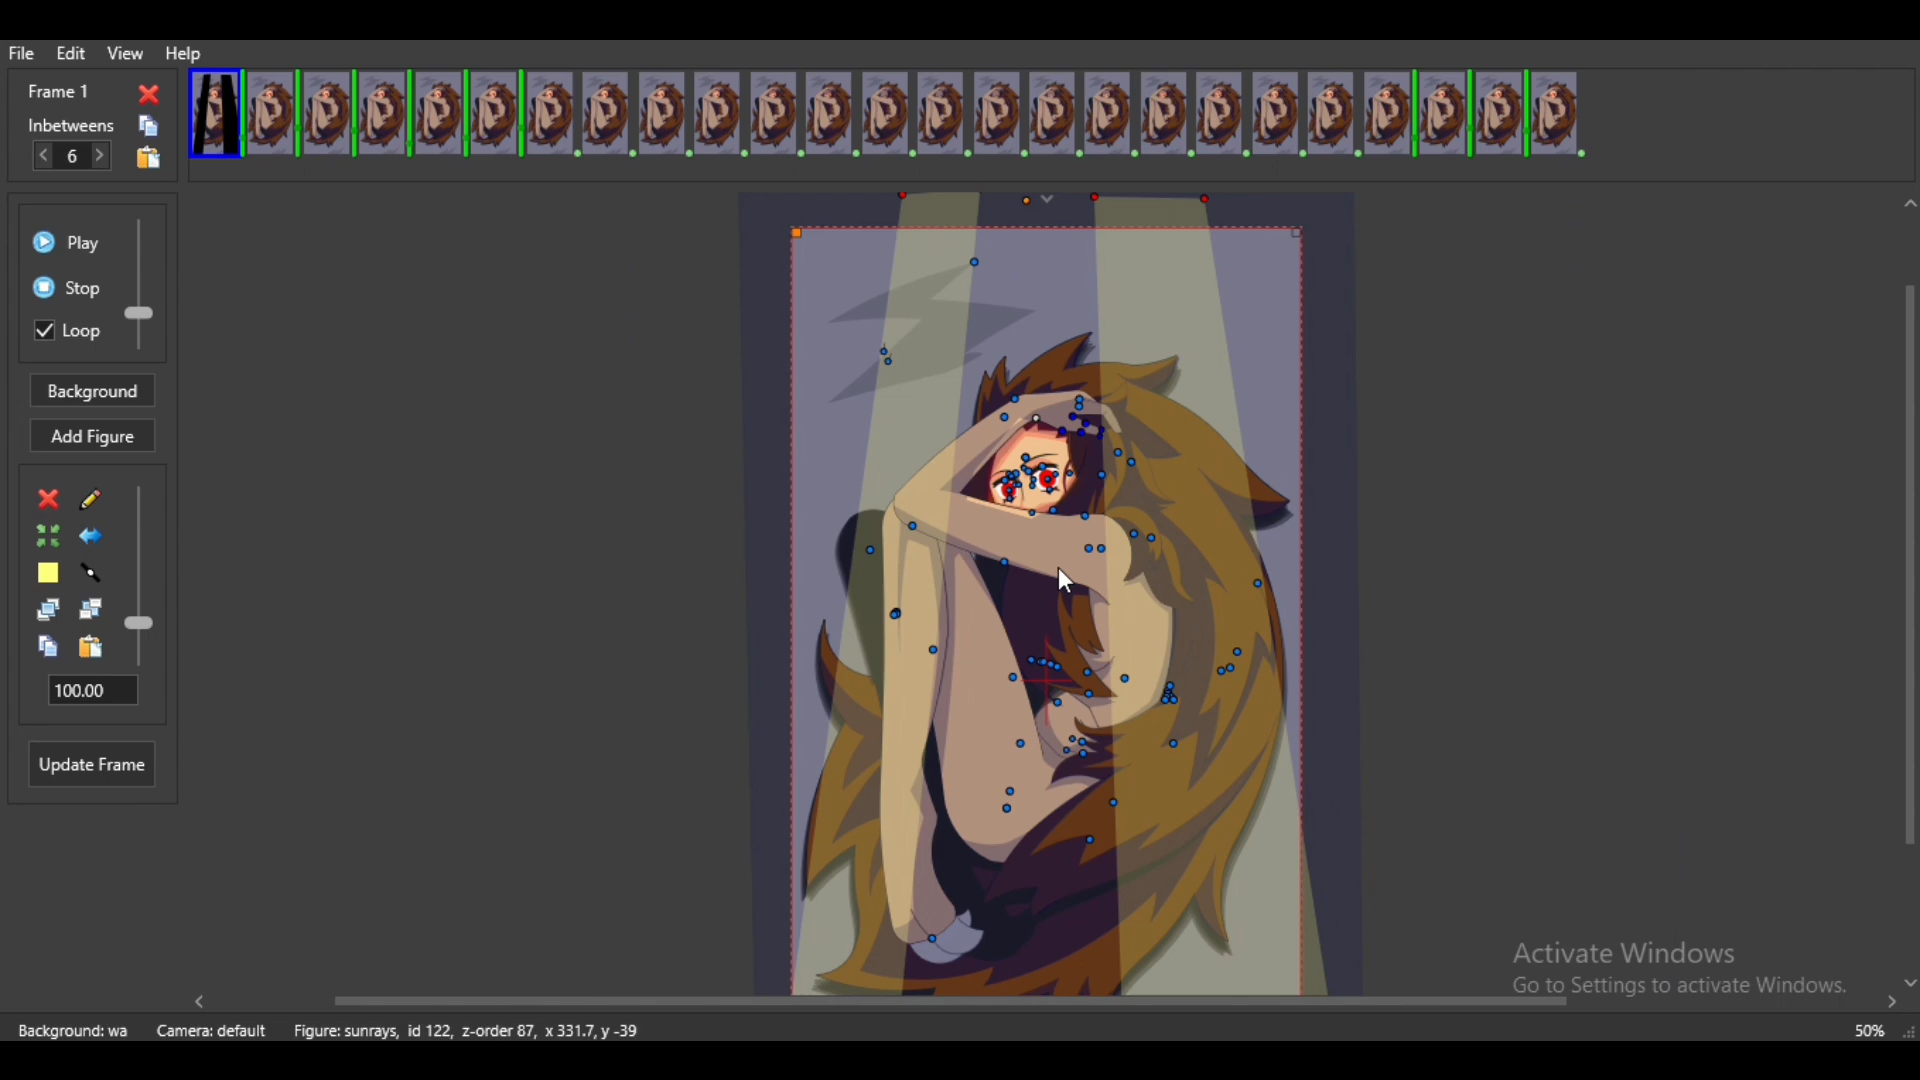 File Edit View Help
Frame 1
Inbetweens
6
Play
Stop
Loop
Background
Add Figure
100.00
Update Frame
Activate Windows
Go to Settings to activate Windows.
Background: wa Camera: default Figure: sunrays, id 122, z-order 87, x 331.7, y -39 50%